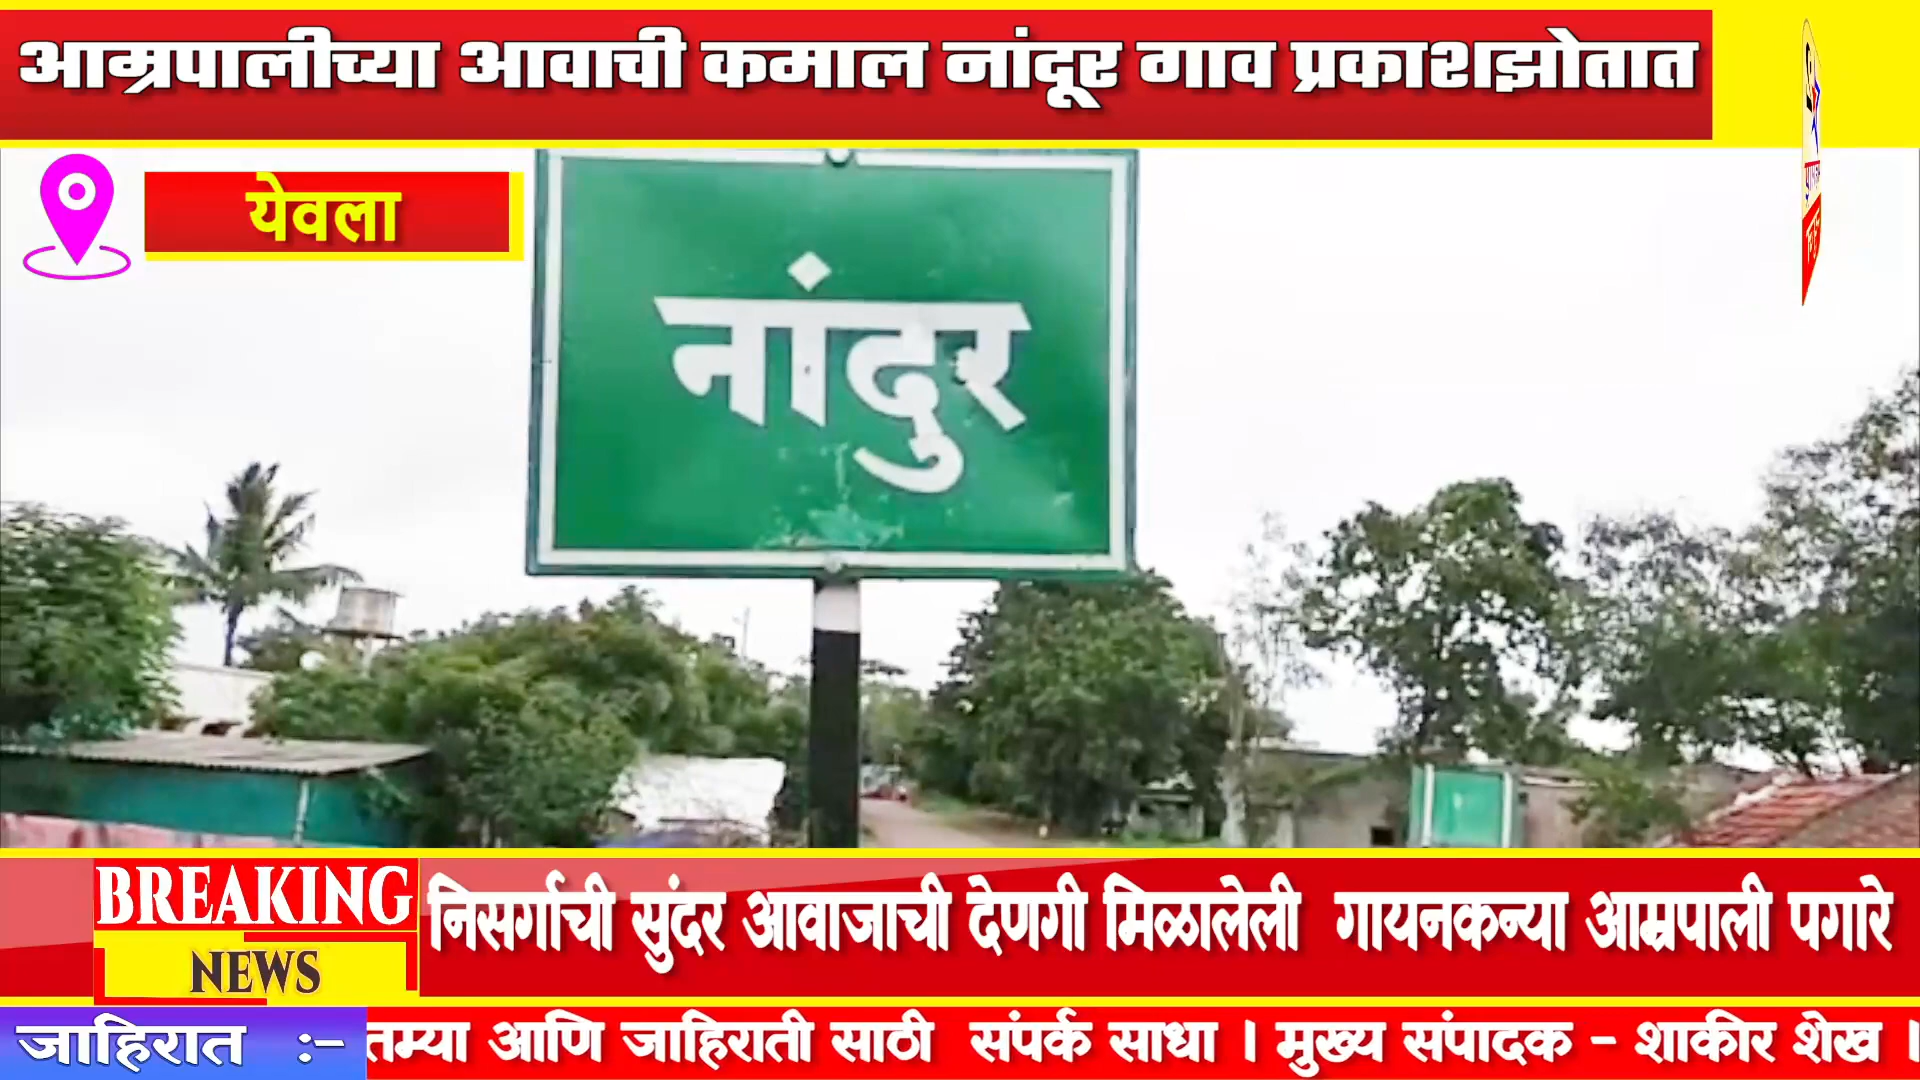 आम्रपालीच्या आवाची कमाल नांदूर गाव प्रकाशझोतात
येवला
नांदुर
BREAKING
NEWS
निसर्गाची सुंदर आवाजाची देणगी मिळालेली गायनकन्या आम्रपाली पगारे
जाहिरात :- तम्या आणि जाहिराती साठी संपर्क साधा । मुख्य संपादक - शाकीर शेख ।